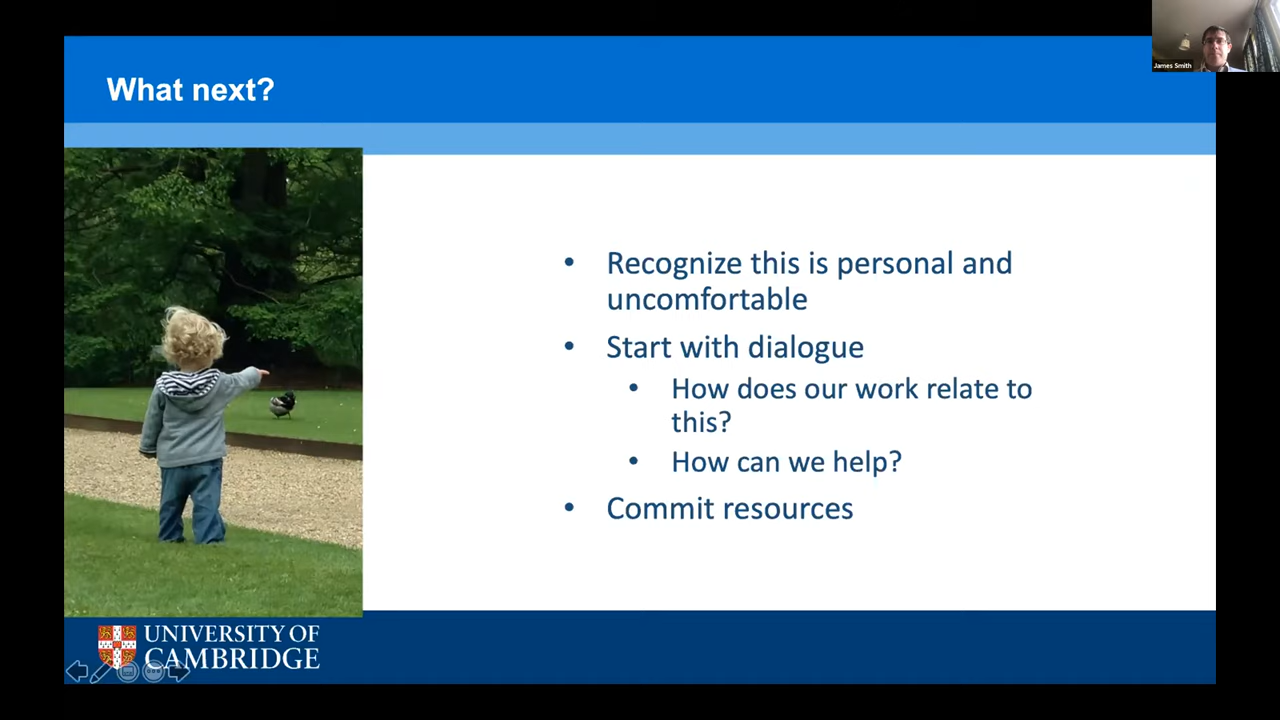 James Smith
What next?
• Recognize this is personal and
uncomfortable
• Start with dialogue
• How does our work relate to
this?
• How can we help?
• Commit resources
UNIVERSITY OF
CAMBRIDGE